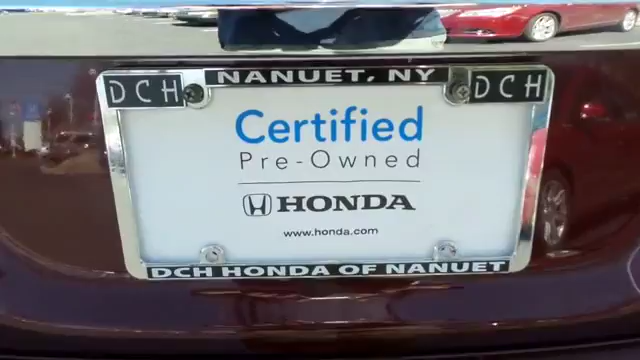 NANUET, NY
DCH DCH
Certified
Pre-Owned
HONDA
www.honda.com
DCH HONDA OF NANUET